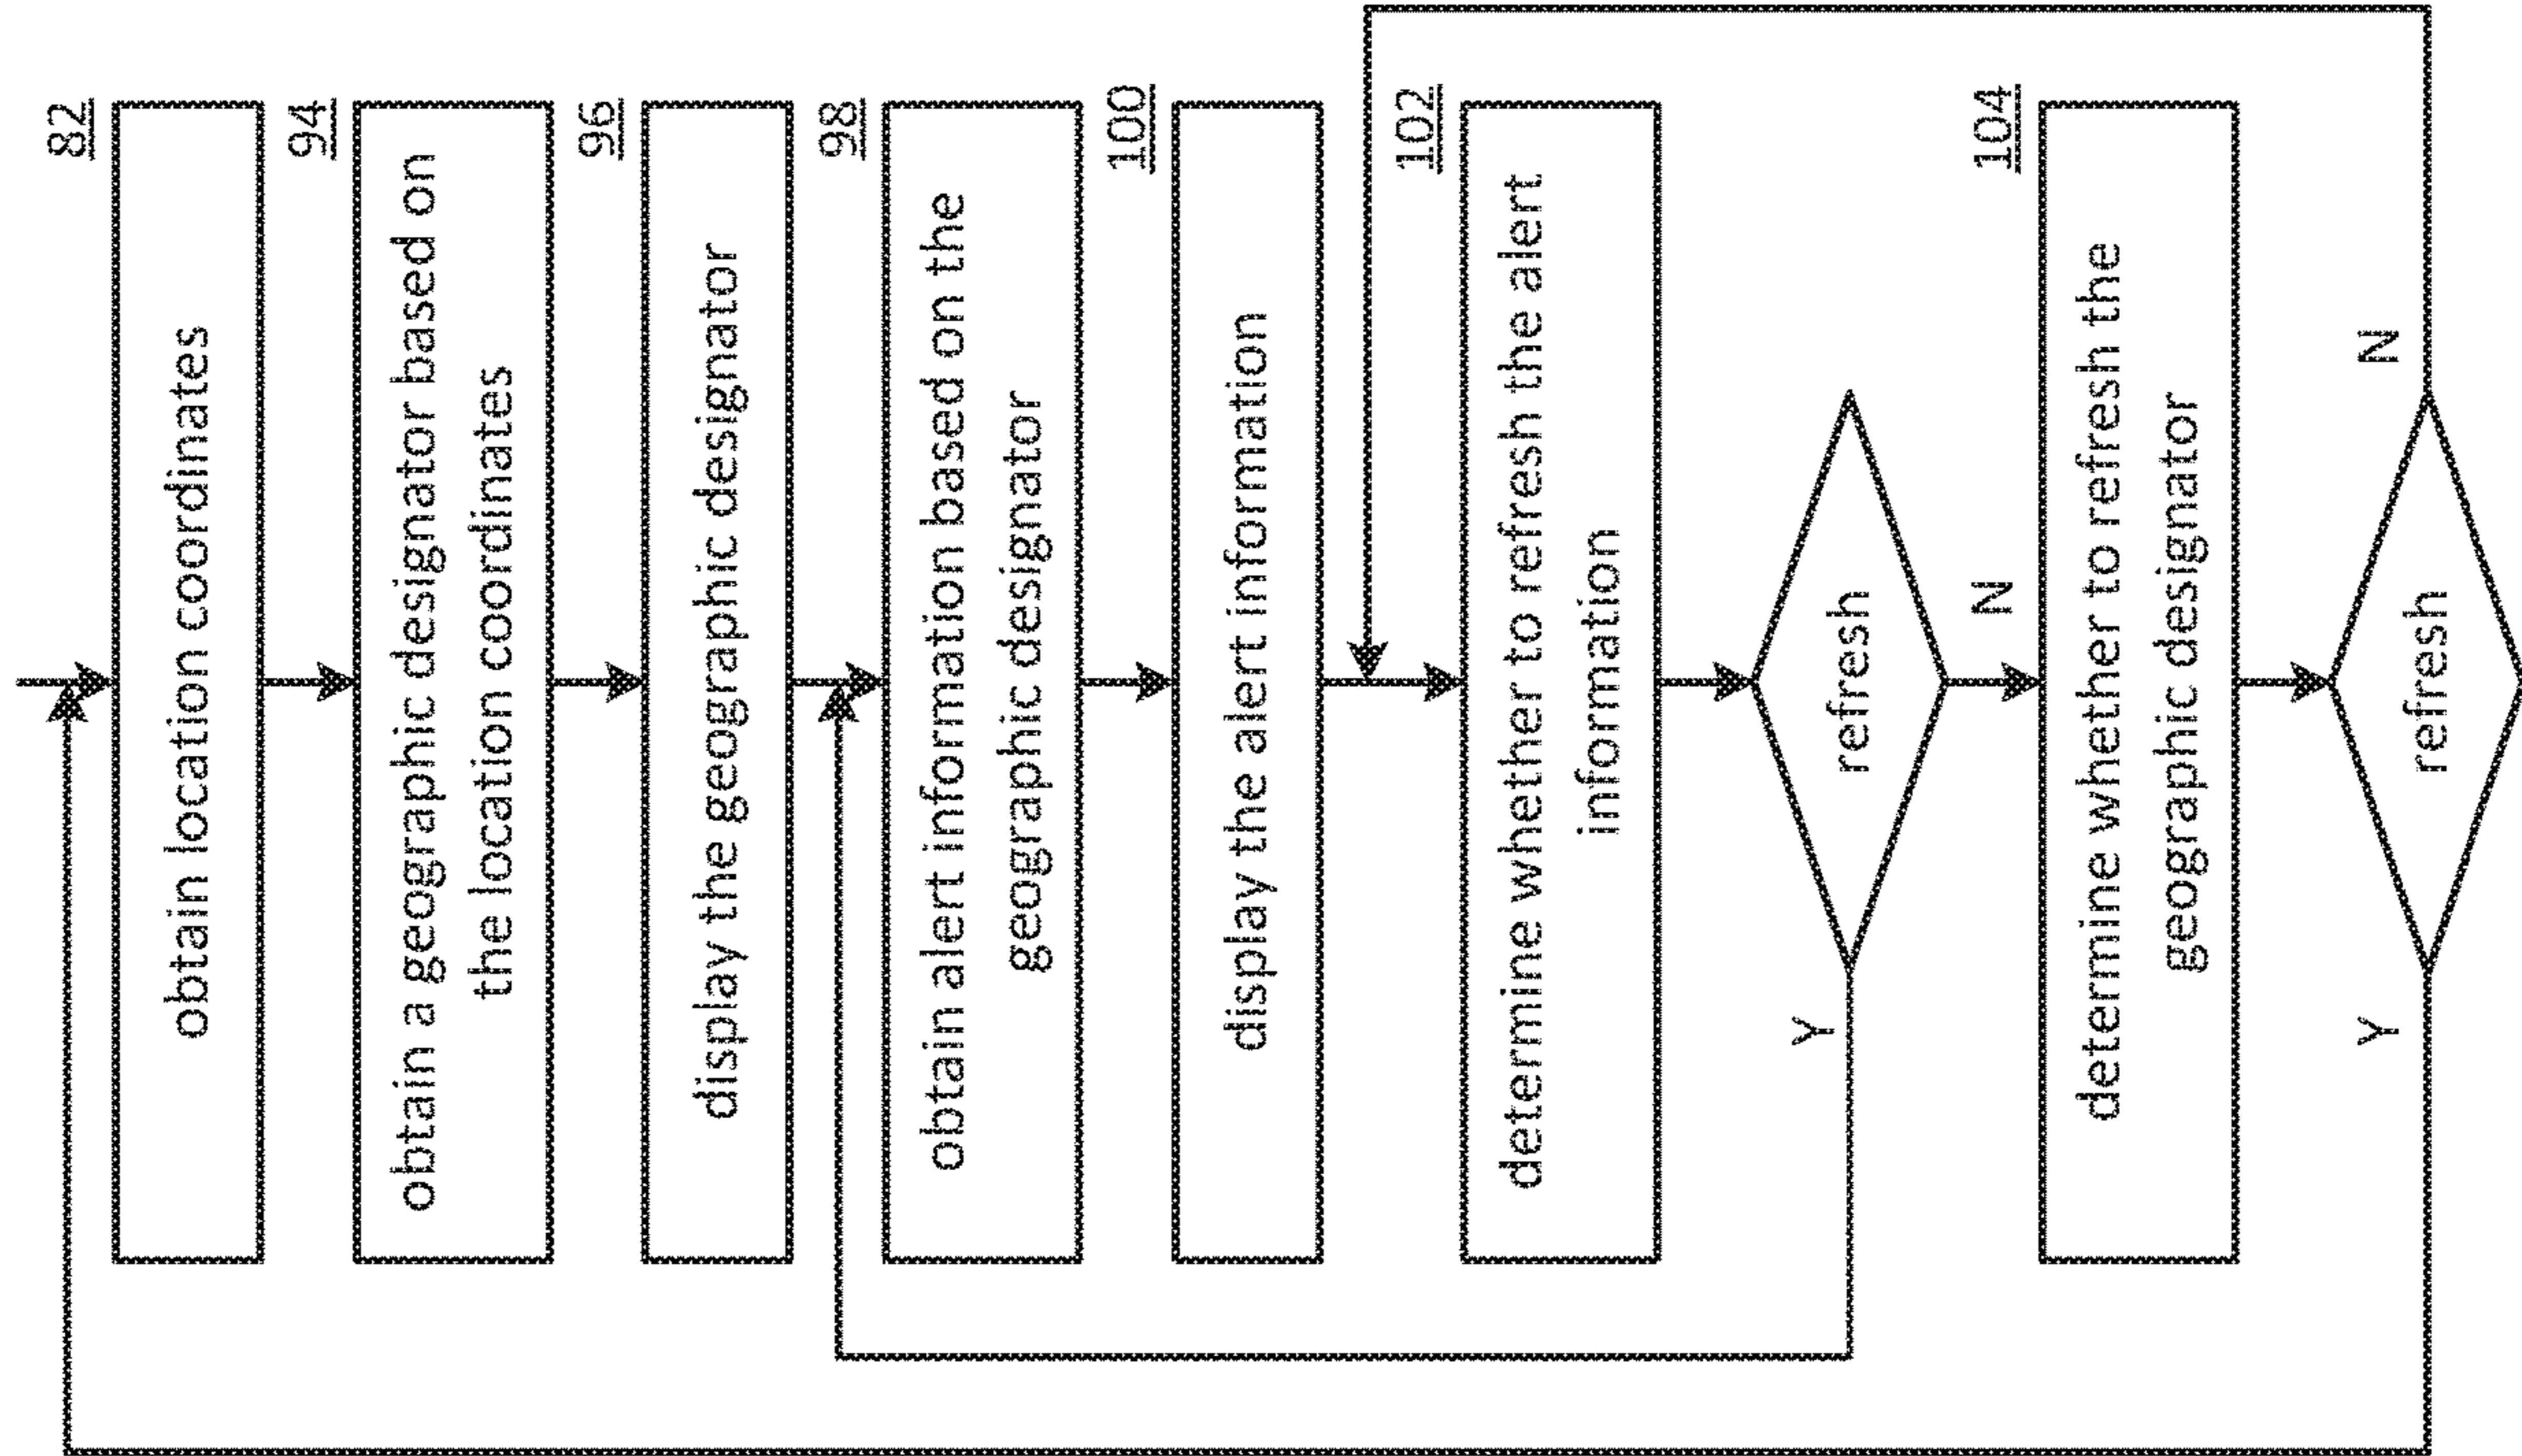 82
obtain location coordinates
94
obtain a geographic designator based on
the location coordinates
96
display the geographic designator
98
obtain alert information based on the
geographic designator
100
display the alert information
102
determine whether to refresh the alert
information
refresh
Y
N
104
determine whether to refresh the
geographic designator
refresh
Y
N